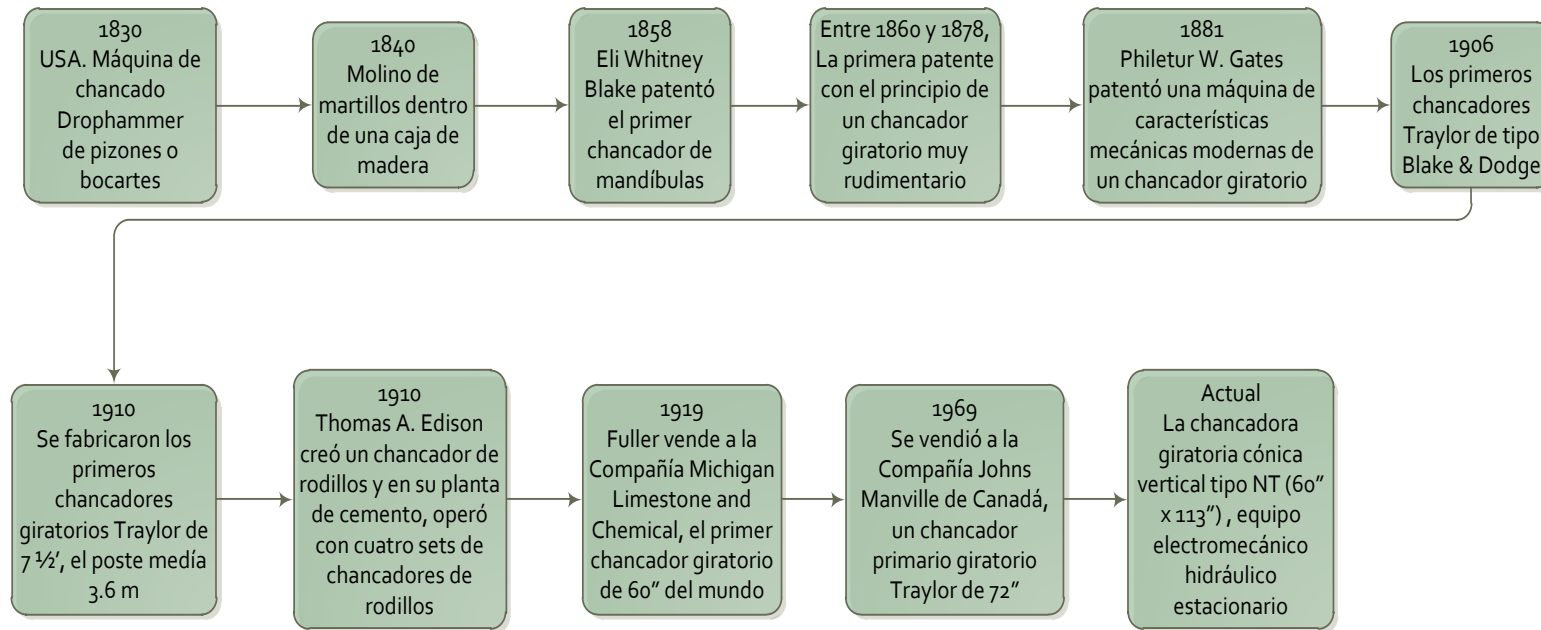 1830
USA. Máquina de
chancado
Drophammer
de pizones o
bocartes
1840
Molino de
martillos dentro
de una caja de
madera
1858
Eli Whitney
Blake patentó
el primer
chancador de
mandíbulas
Entre 1860 y 1878,
La primera patente
con el principio de
un chancador
giratorio muy
rudimentario
1881
Philetur W. Gates
patentó una máquina de
características
mecánicas modernas de
un chancador giratorio
1906
Los primeros
chancadores
Traylor de tipo
Blake & Dodge
1910
Se fabricaron los
primeros
chancadores
giratorios Traylor de
7 ½’, el poste medía
3.6 m
1910
Thomas A. Edison
creó un chancador de
rodillos y en su planta
de cemento, operó
con cuatro sets de
chancadores de
rodillos
1919
Fuller vende a la
Compañía Michigan
Limestone and
Chemical, el primer
chancador giratorio
de 60” del mundo
1969
Se vendió a la
Compañía Johns
Manville de Canadá,
un chancador
primario giratorio
Traylor de 72”
Actual
La chancadora
giratoria cónica
vertical tipo NT (60”
x 113”) , equipo
electromecánico
hidráulico
estacionario